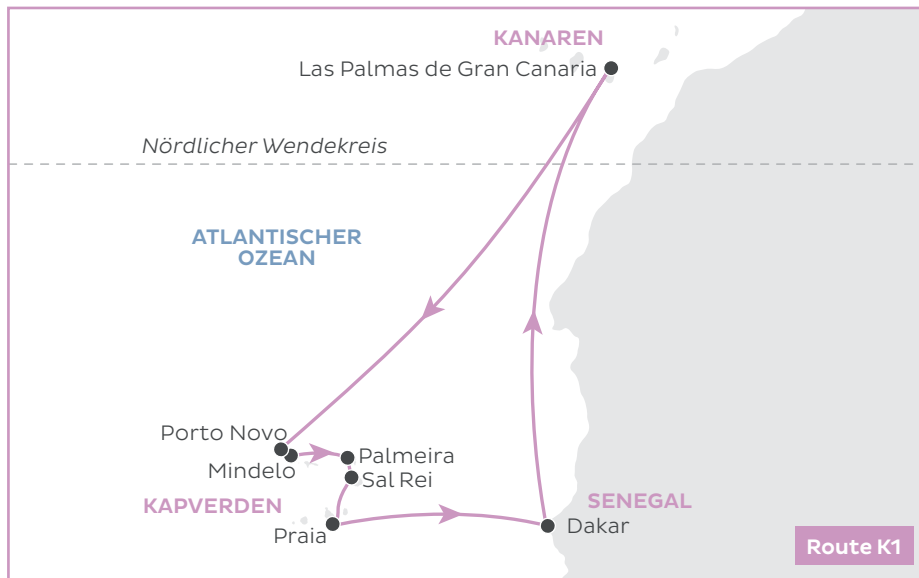 KANAREN
Las Palmas de Gran Canaria
Nördlicher Wendekreis
ATLANTISCHER
OZEAN
Porto Novo
Mindelo
Palmeira
Sal Rei
KAPVERDEN
SENEGAL
Praia
Dakar
Route K1